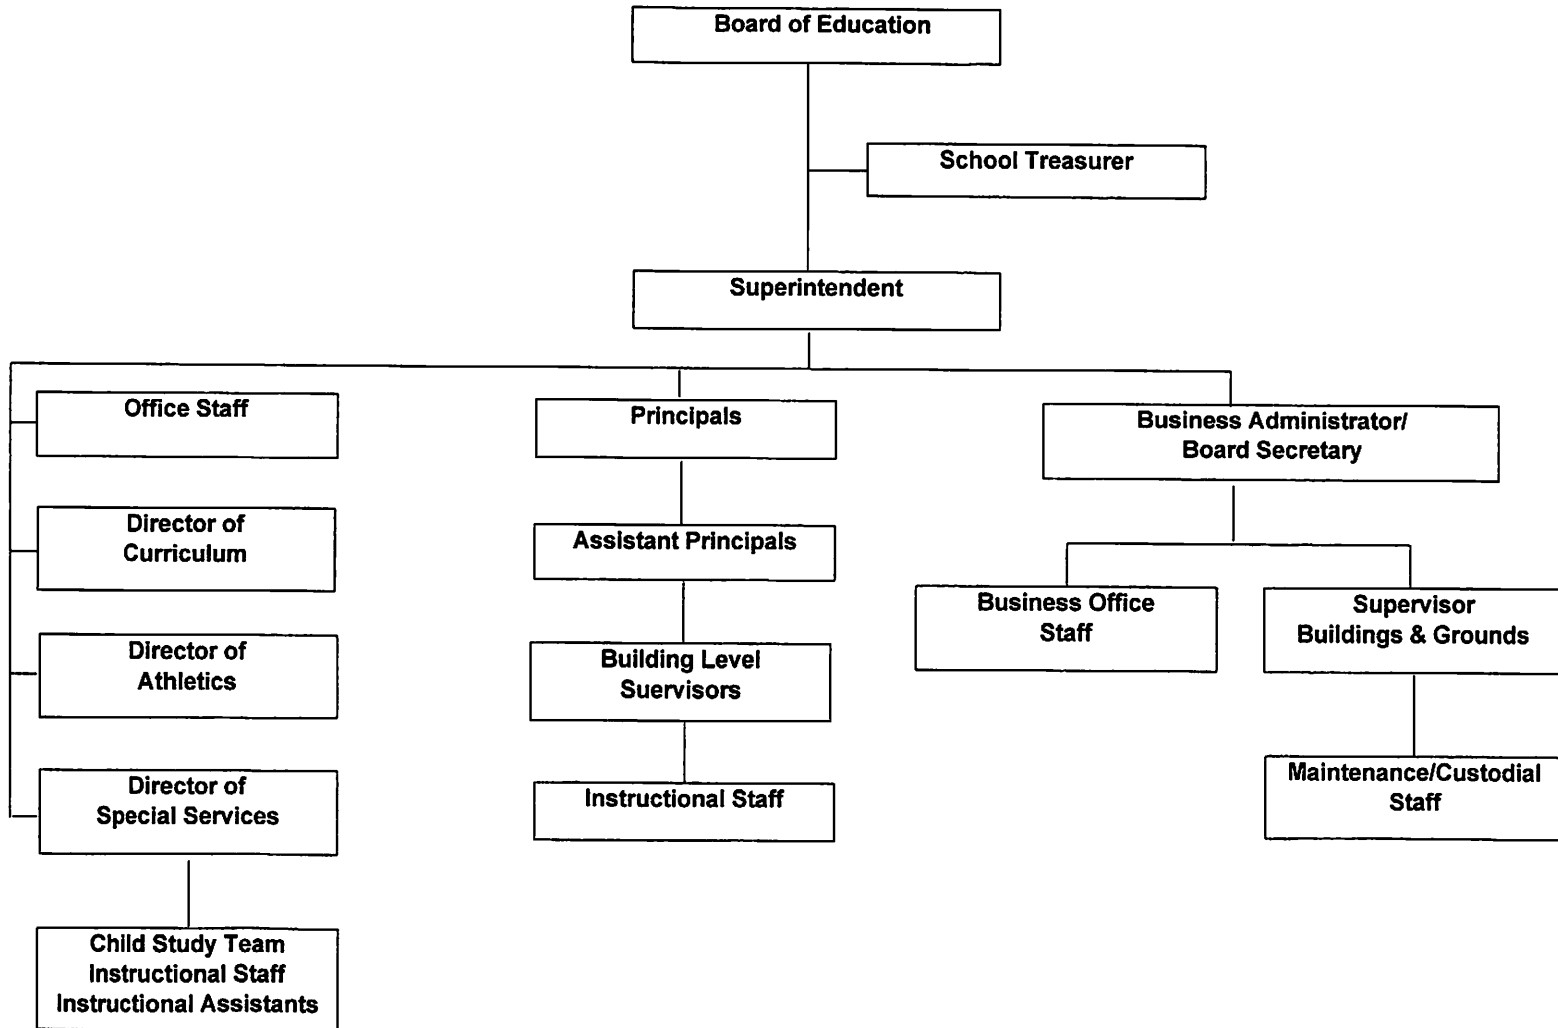 Board of Education
School Treasurer
Superintendent
Office Staff
Principals
Business Administrator/
Board Secretary
Director of
Curriculum
Assistant Principals
Business Office
Staff
Supervisor
Buildings & Grounds
Director of
Athletics
Building Level
Suervisors
Director of
Special Services
Instructional Staff
Maintenance/Custodial
Staff
Child Study Team
Instructional Staff
Instructional Assistants